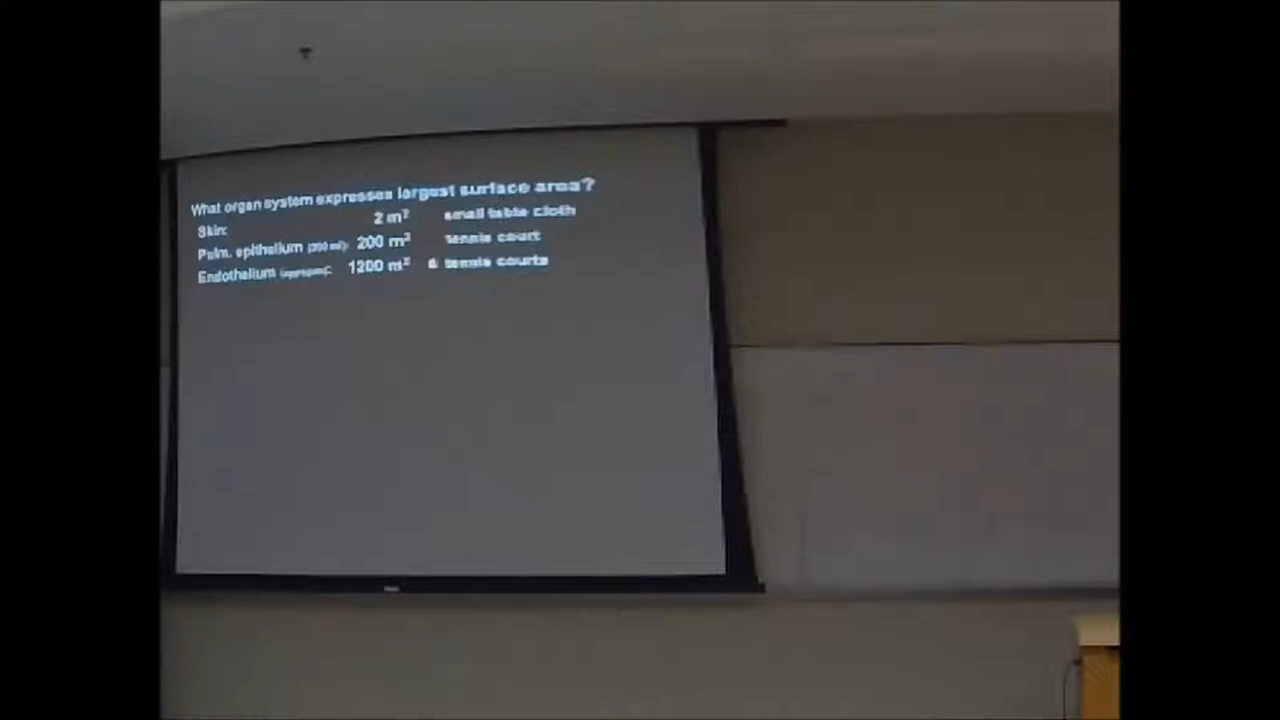 What organ system expresses largest surface area?
Skin: 2 m² small table cloth
Pulm. epithelium 200 m² tennis court
Endothelium 1200 m² 6 tennis courts